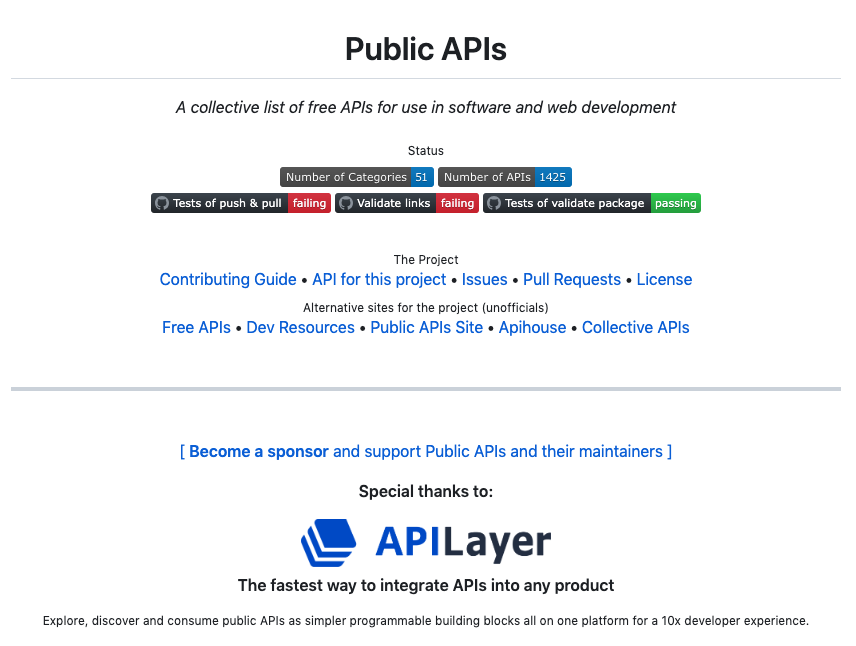 Public APIs
A collective list of free APIs for use in software and web development
Status
Number of Categories 51 Number of APIs 1425
Tests of push & pull failing Validate links failing Tests of validate package passing
The Project
Contributing Guide • API for this project • Issues • Pull Requests • License
Alternative sites for the project (unofficials)
Free APIs • Dev Resources • Public APIs Site • Apihouse • Collective APIs
[ Become a sponsor and support Public APIs and their maintainers ]
Special thanks to:
APILayer
The fastest way to integrate APIs into any product
Explore, discover and consume public APIs as simpler programmable building blocks all on one platform for a 10x developer experience.